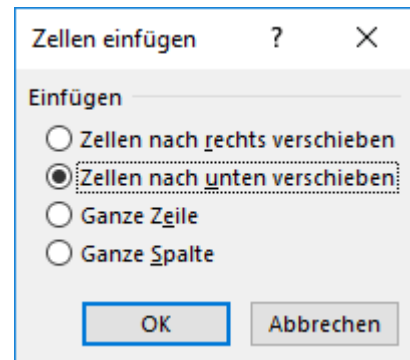 Zellen einfügen ? ×
Einfügen
Zellen nach rechts verschieben
Zellen nach unten verschieben
Ganze Zeile
Ganze Spalte
OK Abbrechen